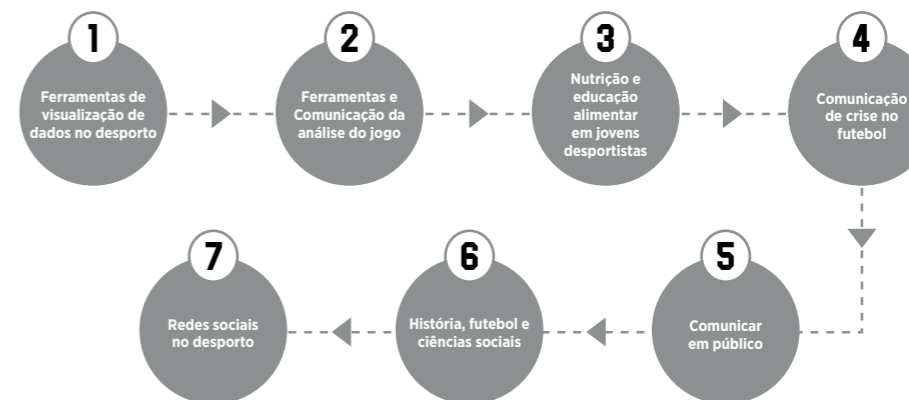 1
Ferramentas de
visualização de
dados no desporto
2
Ferramentas e
Comunicação da
análise do jogo
3
Nutrição e
educação
alimentar
em jovens
desportistas
4
Comunicação
de crise no
futebol
5
Comunicar
em público
6
História, futebol e
ciências sociais
7
Redes sociais
no desporto